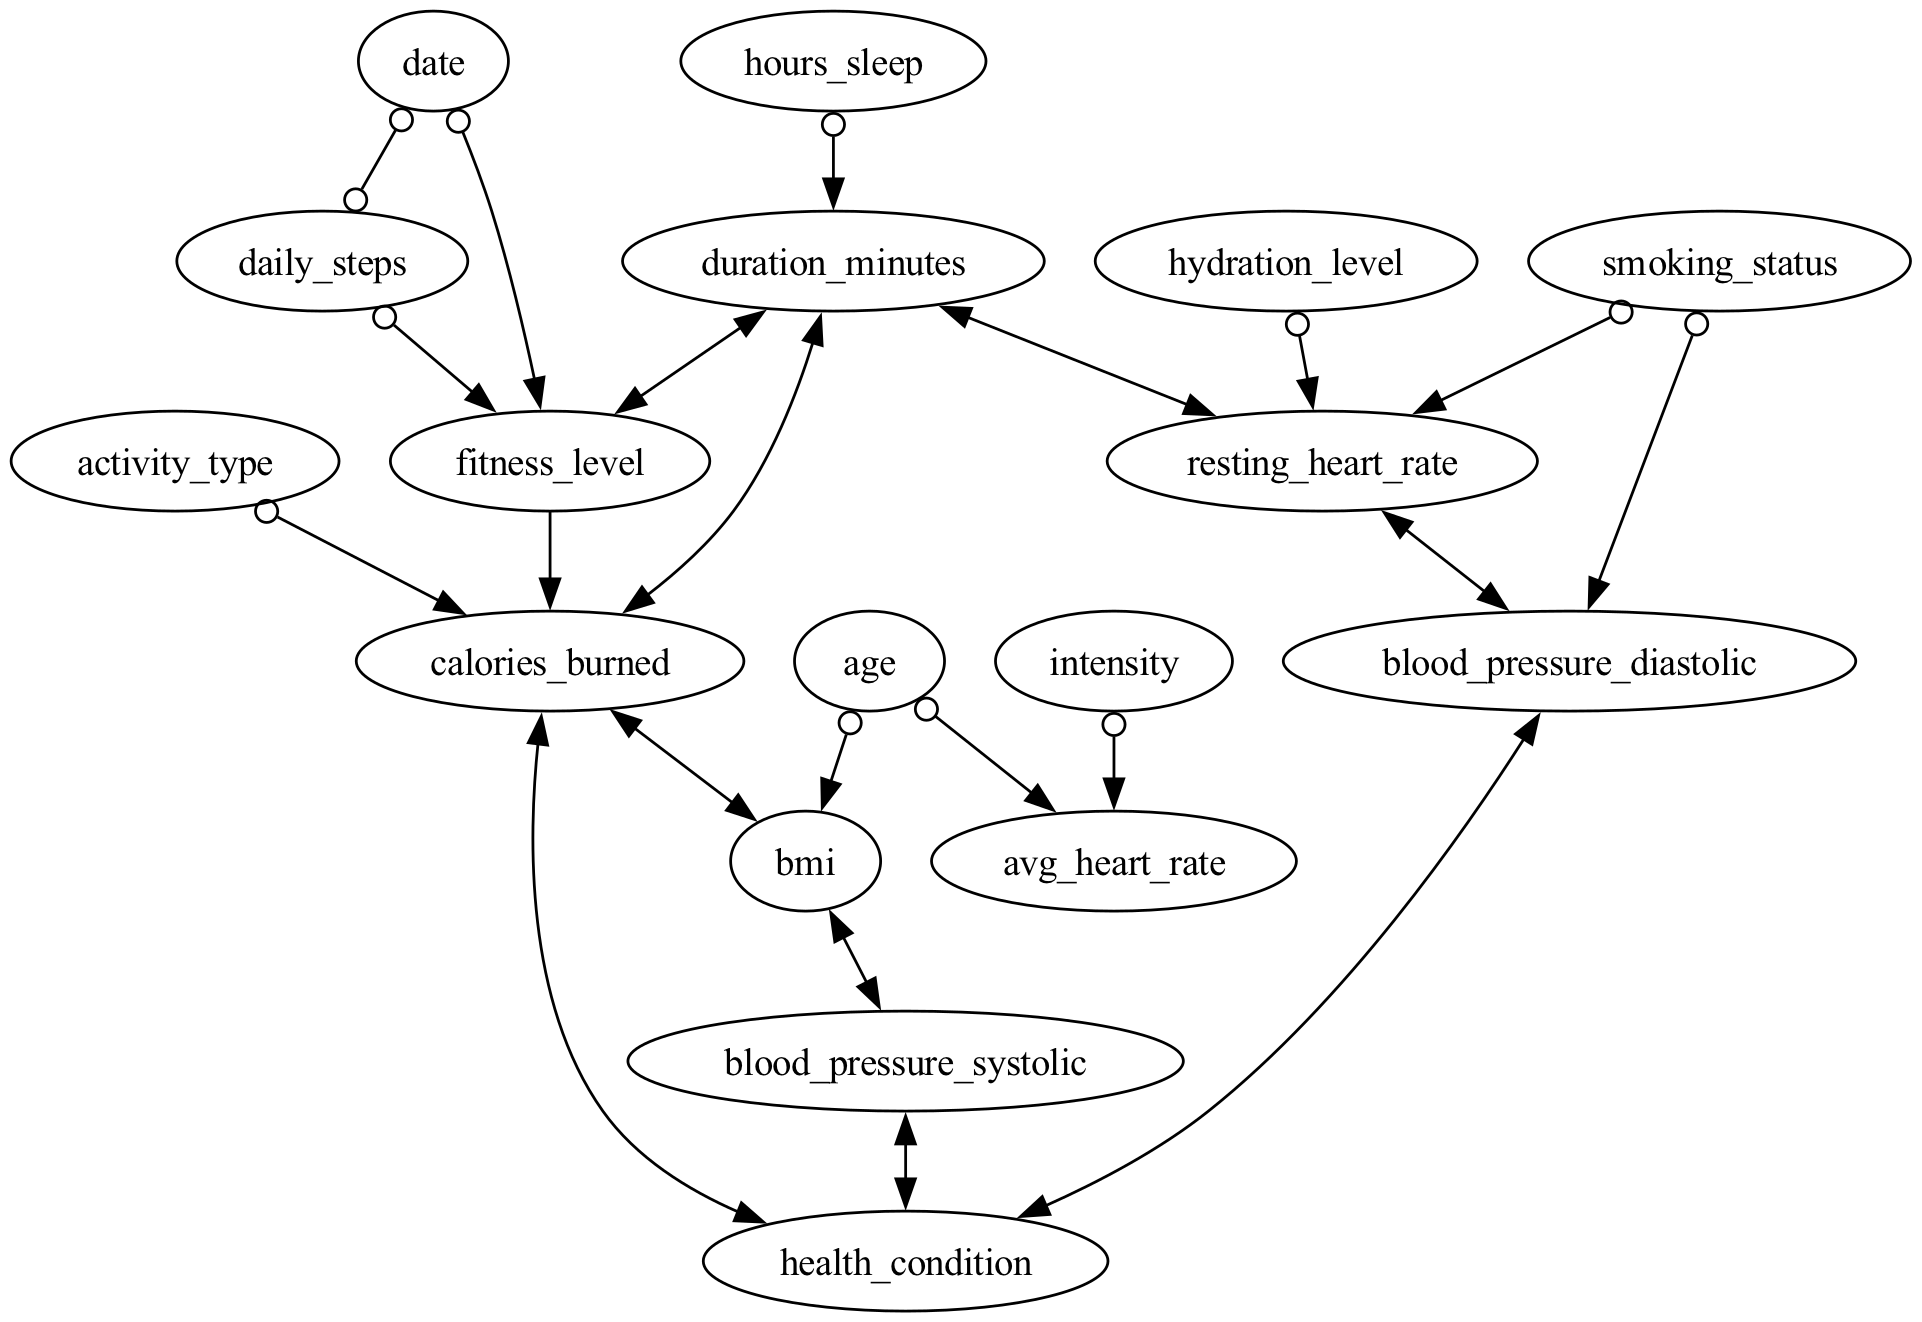 date
hours_sleep
daily_steps
duration_minutes
hydration_level
smoking_status
activity_type
fitness_level
resting_heart_rate
calories_burned
age
intensity
blood_pressure_diastolic
bmi
avg_heart_rate
blood_pressure_systolic
health_condition